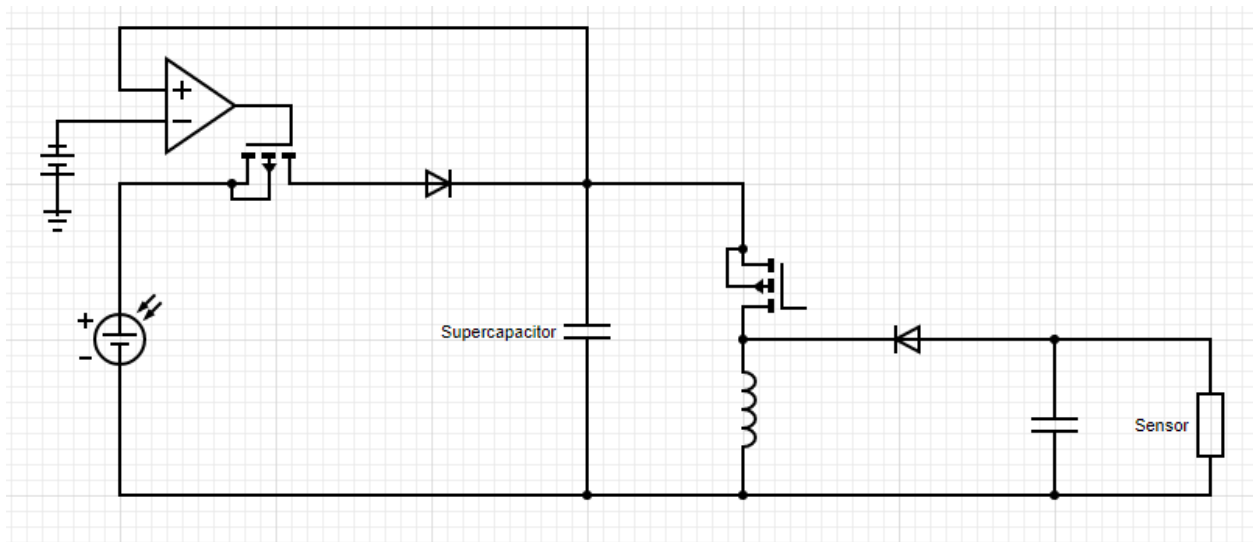 +
−
+
−
Supercapacitor
Sensor